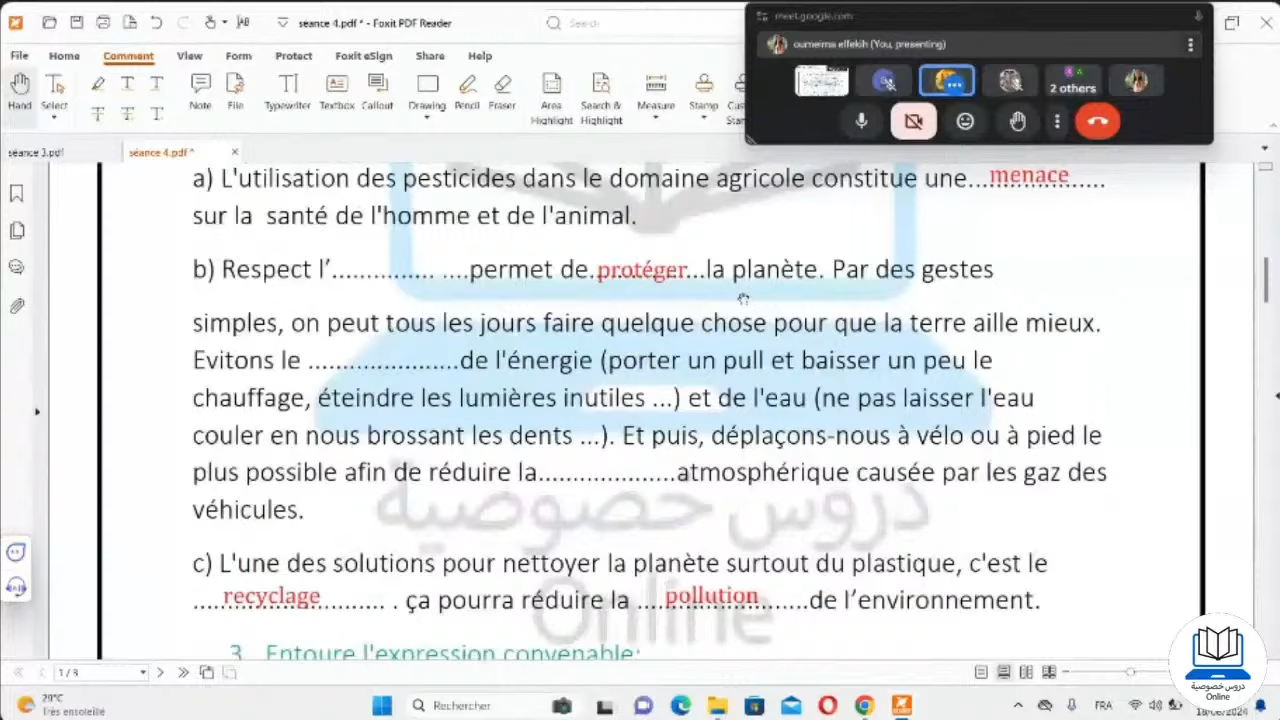 séance 4.pdf * - Foxit PDF Reader
Search
meet.google.com
File Home Comment View Form Protect Foxit eSign Share Help
oumeima elfekih (You, presenting)
Hand Select Note File Typewriter Textbox Callout Drawing Pencil Eraser Area Highlight Search & Highlight Measure Stamp
2 others
séance 3.pdf séance 4.pdf *
a) L'utilisation des pesticides dans le domaine agricole constitue une...menace...................
sur la santé de l'homme et de l'animal.
b) Respect l'............... ....permet de.protéger...la planète. Par des gestes
simples, on peut tous les jours faire quelque chose pour que la terre aille mieux.
Evitons le ......................de l'énergie (porter un pull et baisser un peu le
chauffage, éteindre les lumières inutiles ...) et de l'eau (ne pas laisser l'eau
couler en nous brossant les dents ...). Et puis, déplaçons-nous à vélo ou à pied le
plus possible afin de réduire la....................atmosphérique causée par les gaz des
véhicules.
دروس خصوصية
c) L'une des solutions pour nettoyer la planète surtout du plastique, c'est le
....recyclage......... . ça pourra réduire la ....pollution........de l'environnement.
Online
3. Entoure l'expression convenable:
1 / 8
دروس خصوصية
Online
29°C
Très ensoleillé
Rechercher
FRA